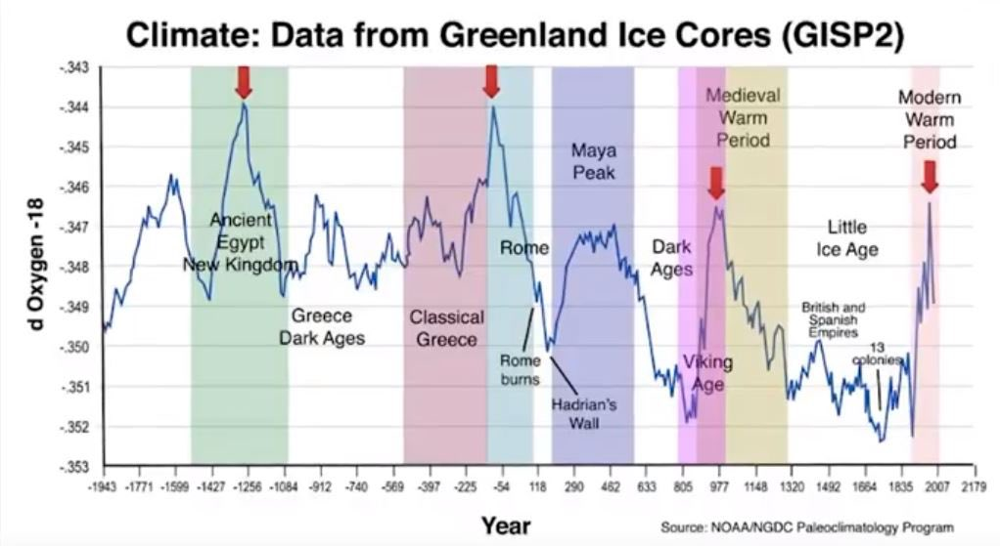 Climate: Data from Greenland Ice Cores (GISP2)
-.343
-.344
-.345
-.346
-.347
-.348
-.349
-.350
-.351
-.352
-.353
d Oxygen -18
Ancient
Egypt
New Kingdom
Greece
Dark Ages
Classical
Greece
Rome
Rome
burns
Hadrian's
Wall
Maya
Peak
Dark
Ages
Viking
Age
Medieval
Warm
Period
Little
Ice Age
British and
Spanish
Empires
13
colonies
Modern
Warm
Period
-1943 -1771 -1599 -1427 -1256 -1084 -912 -740 -569 -397 -225 -54 118 290 462 633 805 977 1148 1320 1492 1664 1835 2007 2179
Year
Source: NOAA/NGDC Paleoclimatology Program